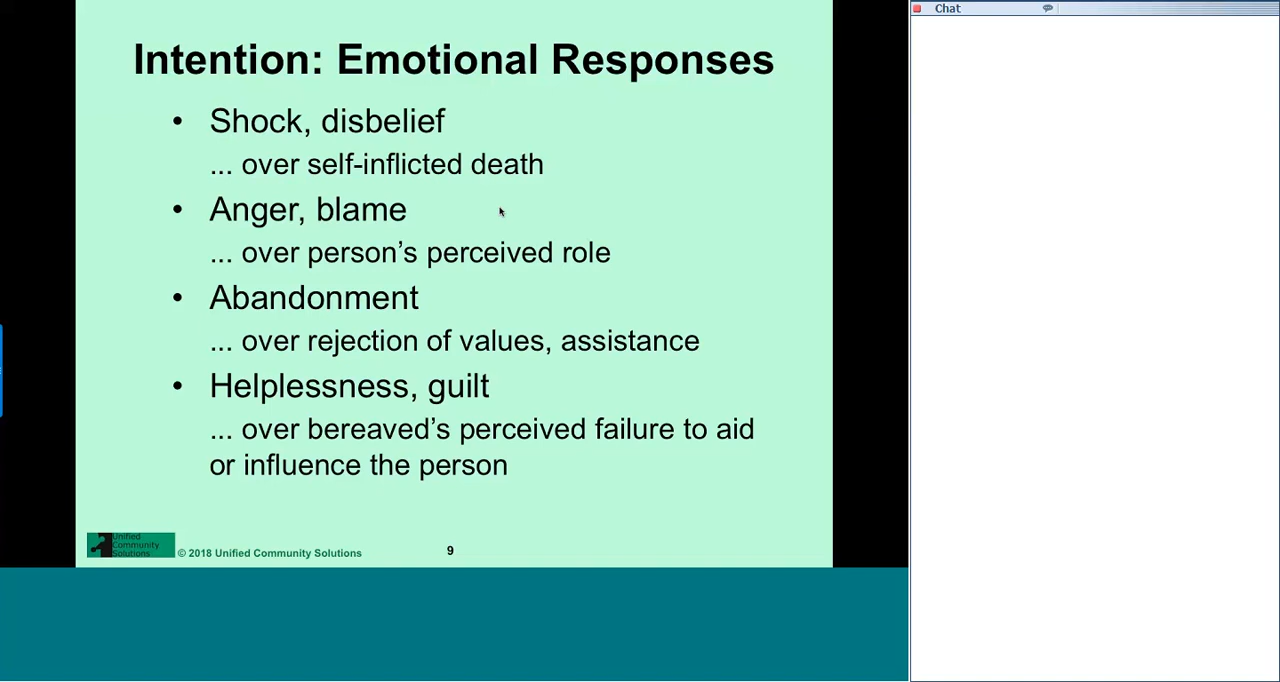 Chat
Intention: Emotional Responses
• Shock, disbelief
... over self-inflicted death
• Anger, blame
... over person’s perceived role
• Abandonment
... over rejection of values, assistance
• Helplessness, guilt
... over bereaved’s perceived failure to aid
or influence the person
Unified
Community
Solutions
© 2018 Unified Community Solutions
9